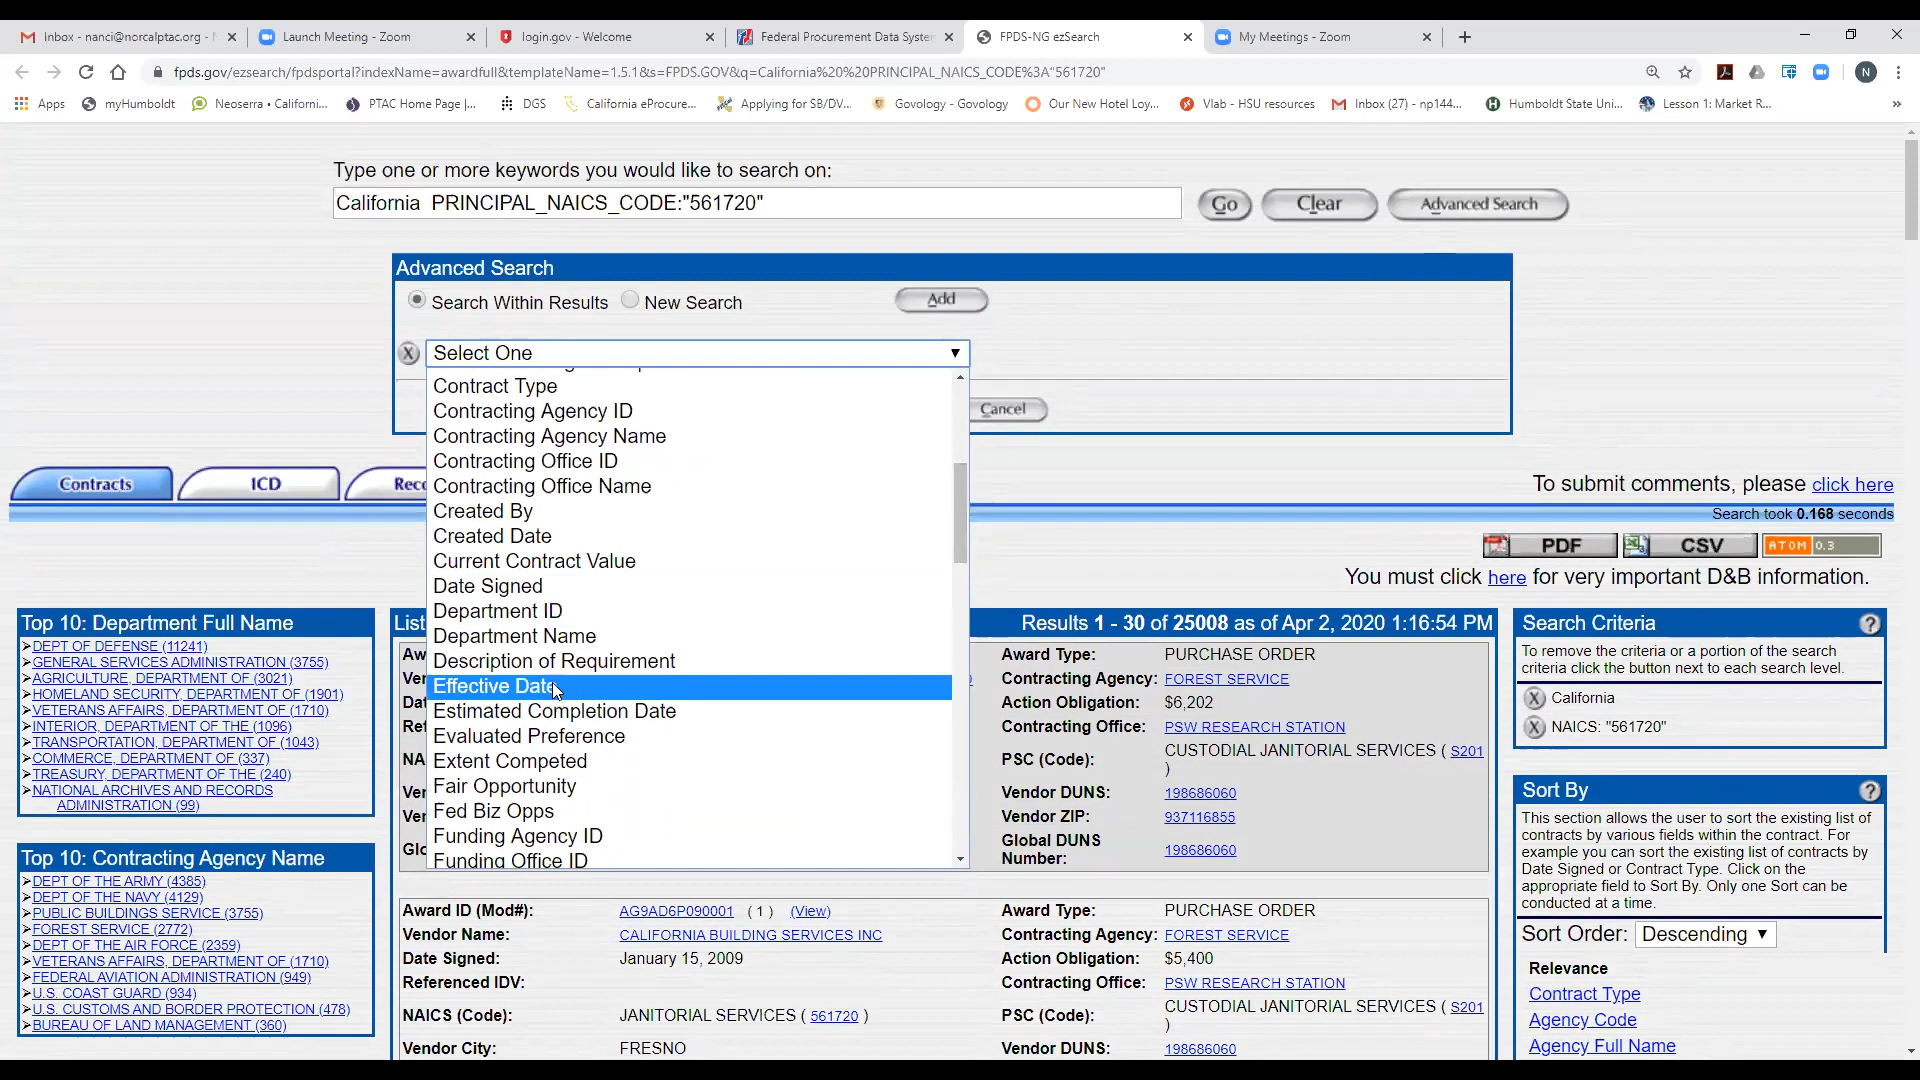 Inbox - nanci@norcalptac.org -
Launch Meeting - Zoom
login.gov - Welcome
Federal Procurement Data System
FPDS-NG ezSearch
My Meetings - Zoom
fpds.gov/ezsearch/fpdsportal?indexName=awardfull&templateName=1.5.1&s=FPDS.GOV&q=California%20%20PRINCIPAL_NAICS_CODE%3A"561720"
N
Apps
myHumboldt
Neoserra • Californi...
PTAC Home Page |...
DGS
California eProcure...
Applying for SB/DV...
Govology - Govology
Our New Hotel Loy...
Vlab - HSU resources
Inbox (27) - np144...
Humboldt State Uni...
Lesson 1: Market R...
Type one or more keywords you would like to search on:
California  PRINCIPAL_NAICS_CODE:"561720"
Go
Clear
Advanced Search
Advanced Search
Search Within Results
New Search
Add
X
Select One
Contract Type
Contracting Agency ID
Contracting Agency Name
Contracting Office ID
Contracting Office Name
Created By
Created Date
Current Contract Value
Date Signed
Department ID
Department Name
Description of Requirement
Effective Date
Estimated Completion Date
Evaluated Preference
Extent Competed
Fair Opportunity
Fed Biz Opps
Funding Agency ID
Funding Office ID
Cancel
Contracts
ICD
To submit comments, please click here
Search took 0.168 seconds
PDF
CSV
ATOM 0.3
You must click here for very important D&B information.
Top 10: Department Full Name
DEPT OF DEFENSE (11241)
GENERAL SERVICES ADMINISTRATION (3755)
AGRICULTURE, DEPARTMENT OF (3021)
HOMELAND SECURITY, DEPARTMENT OF (1901)
VETERANS AFFAIRS, DEPARTMENT OF (1710)
INTERIOR, DEPARTMENT OF THE (1096)
TRANSPORTATION, DEPARTMENT OF (1043)
COMMERCE, DEPARTMENT OF (337)
TREASURY, DEPARTMENT OF THE (240)
NATIONAL ARCHIVES AND RECORDS
ADMINISTRATION (99)
Top 10: Contracting Agency Name
DEPT OF THE ARMY (4385)
DEPT OF THE NAVY (4129)
PUBLIC BUILDINGS SERVICE (3755)
FOREST SERVICE (2772)
DEPT OF THE AIR FORCE (2359)
VETERANS AFFAIRS, DEPARTMENT OF (1710)
FEDERAL AVIATION ADMINISTRATION (949)
U.S. COAST GUARD (934)
U.S. CUSTOMS AND BORDER PROTECTION (478)
BUREAU OF LAND MANAGEMENT (360)
Results 1 - 30 of 25008 as of Apr 2, 2020 1:16:54 PM
Award Type: PURCHASE ORDER
Contracting Agency: FOREST SERVICE
Action Obligation: $6,202
Contracting Office: PSW RESEARCH STATION
PSC (Code): CUSTODIAL JANITORIAL SERVICES ( S201
)
Vendor DUNS: 198686060
Vendor ZIP: 937116855
Global DUNS
Number: 198686060
Award ID (Mod#): AG9AD6P090001 ( 1 ) (View)
Award Type: PURCHASE ORDER
Vendor Name: CALIFORNIA BUILDING SERVICES INC
Contracting Agency: FOREST SERVICE
Date Signed: January 15, 2009
Action Obligation: $5,400
Referenced IDV:
Contracting Office: PSW RESEARCH STATION
NAICS (Code): JANITORIAL SERVICES ( 561720 )
PSC (Code): CUSTODIAL JANITORIAL SERVICES ( S201
)
Vendor City: FRESNO
Vendor DUNS: 198686060
Search Criteria
?
To remove the criteria or a portion of the search
criteria click the button next to each search level.
X California
X NAICS: "561720"
Sort By
?
This section allows the user to sort the existing list of
contracts by various fields within the contract. For
example you can sort the existing list of contracts by
Date Signed or Contract Type. Click on the
appropriate field to Sort By. Only one Sort can be
conducted at a time.
Sort Order: Descending
Relevance
Contract Type
Agency Code
Agency Full Name